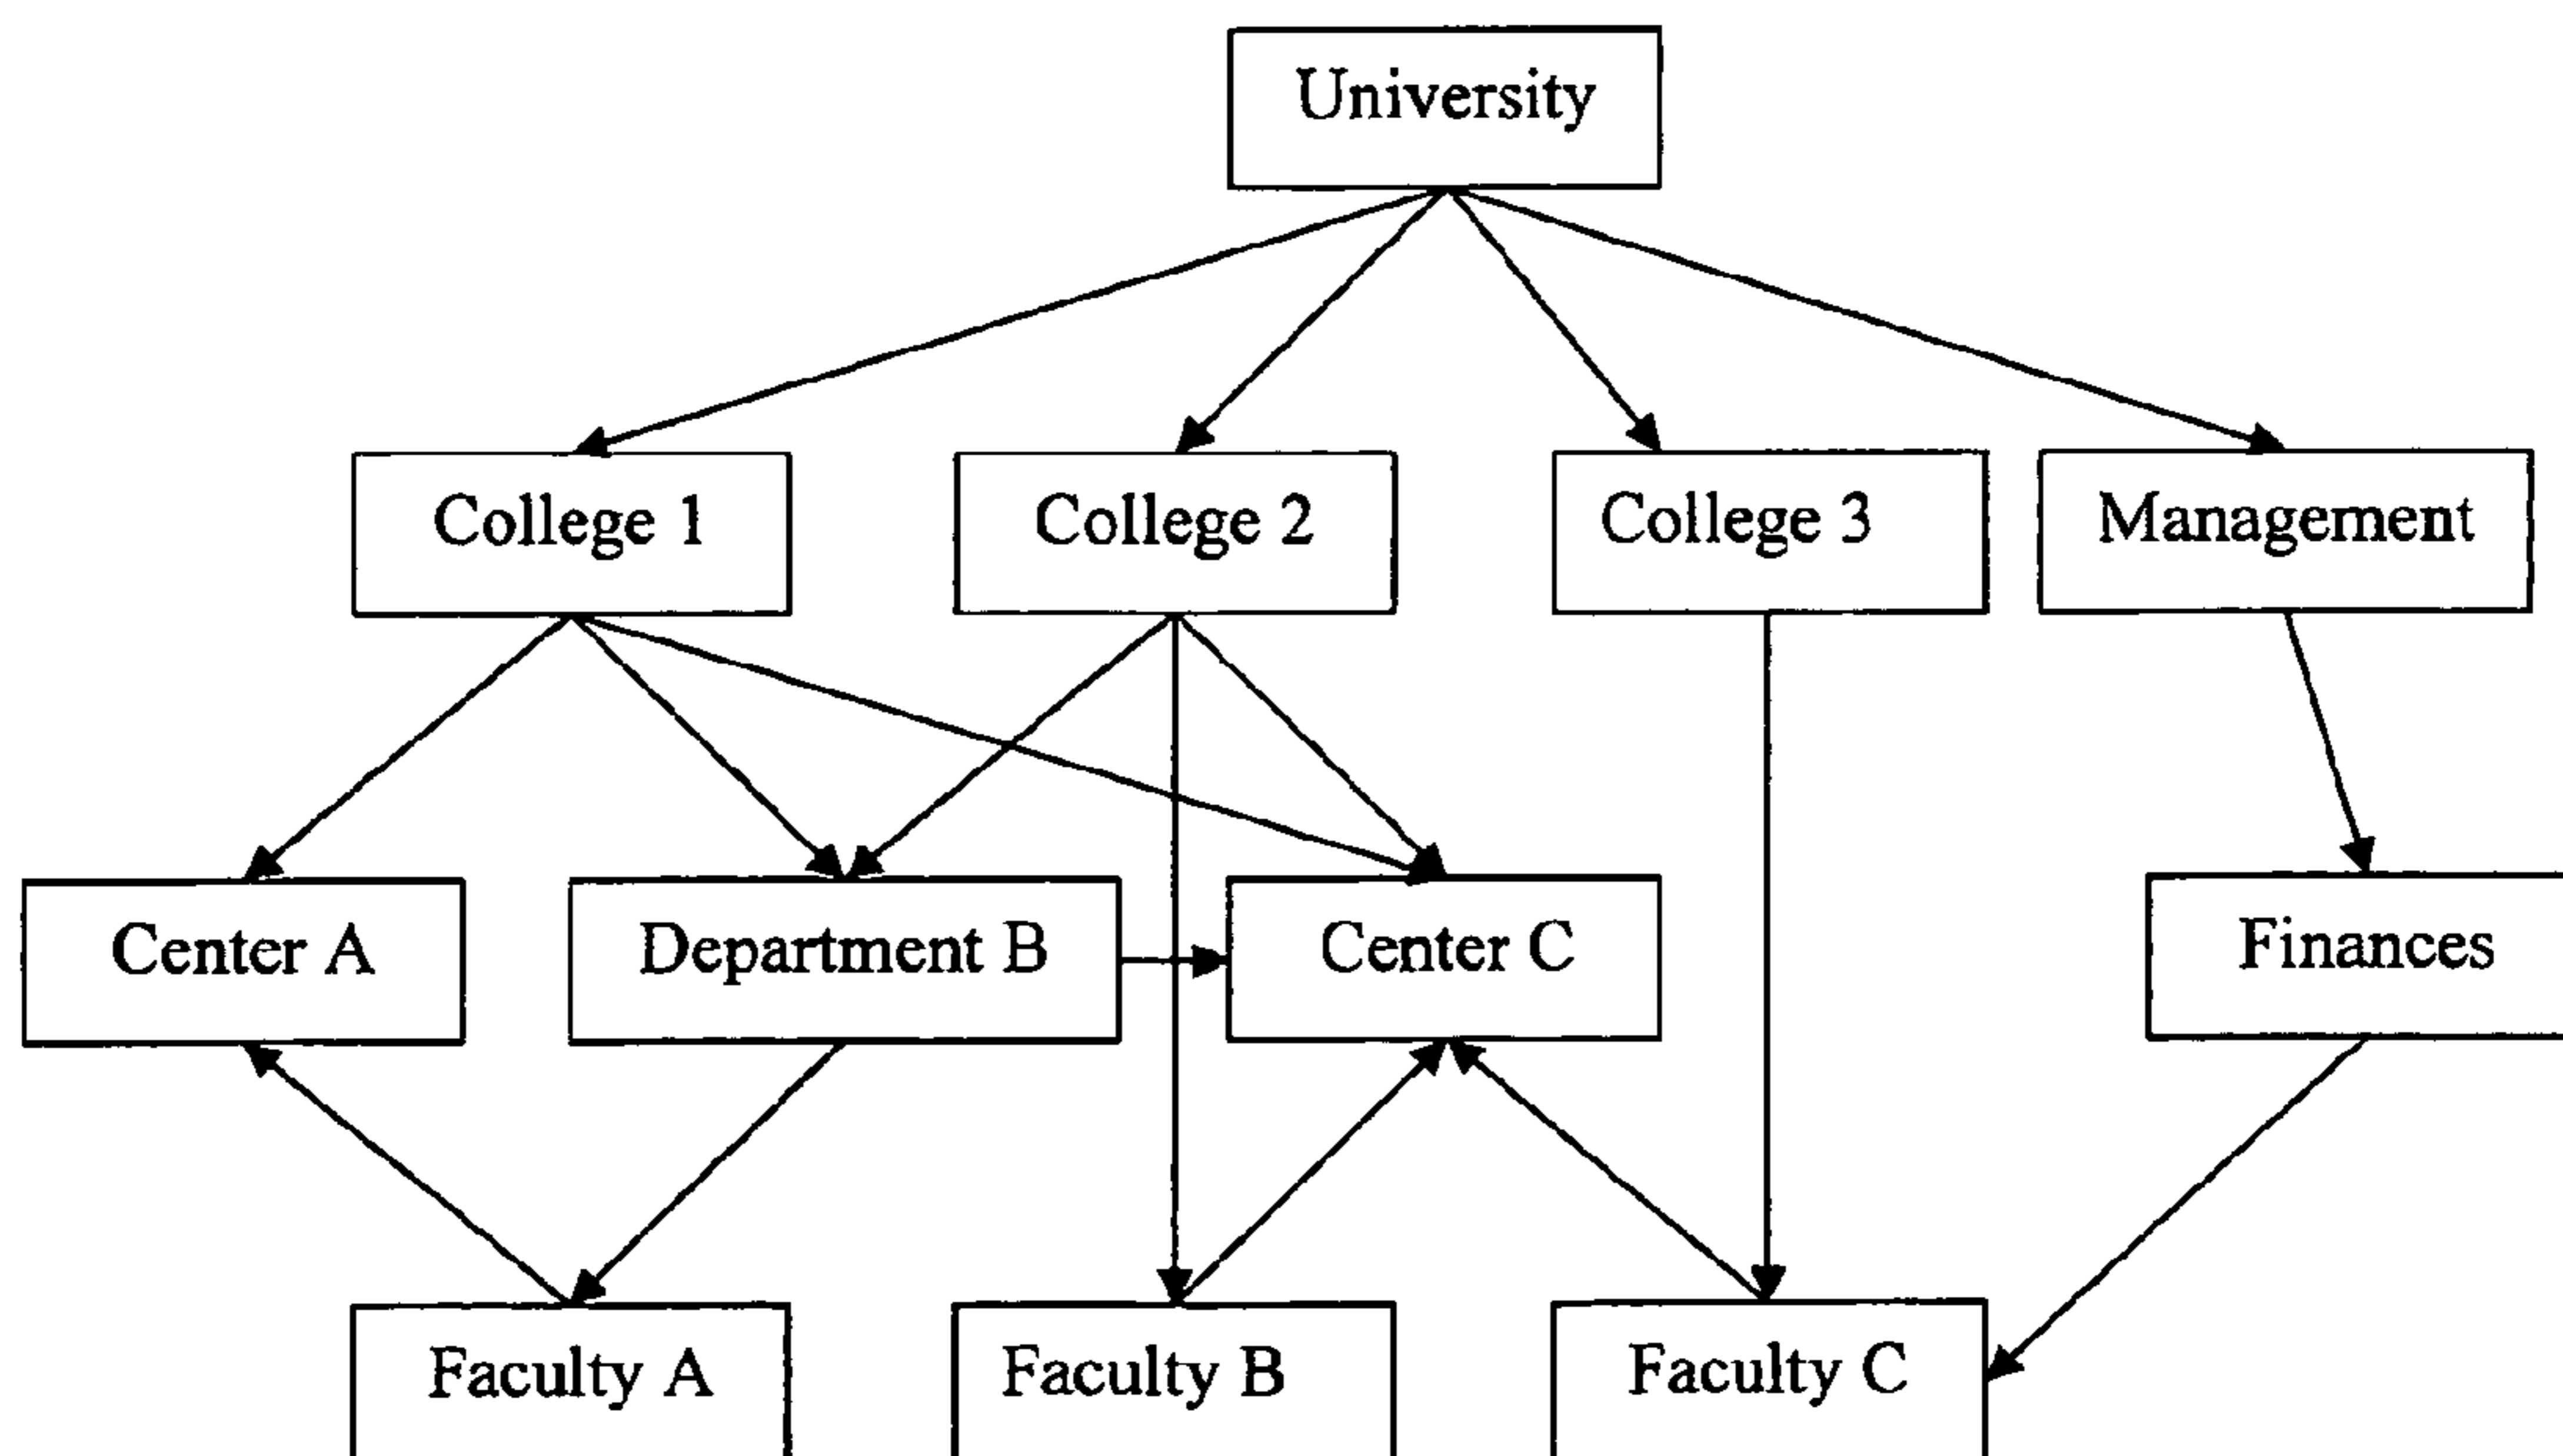 University
College 1
College 2
College 3
Management
Center A
Department B
Center C
Finances
Faculty A
Faculty B
Faculty C